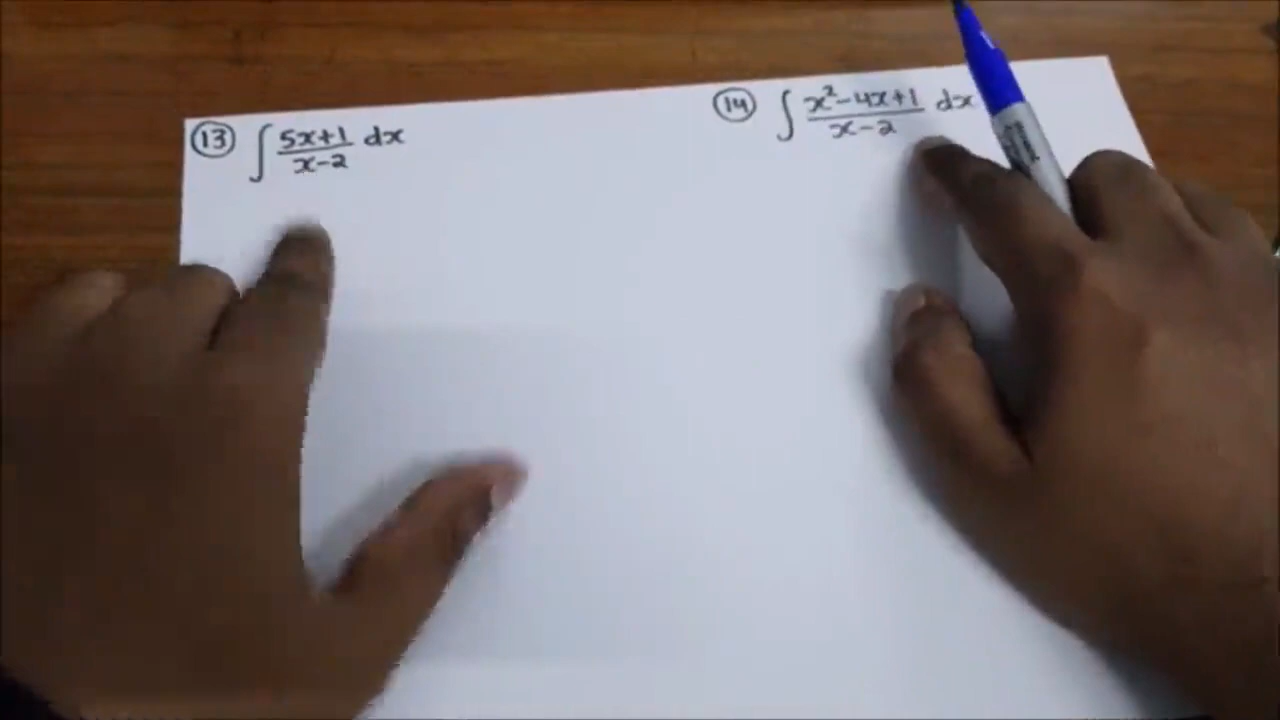 13 ∫ 5x+1 / x-2 dx
14 ∫ x²-4x+1 / x-2 dx